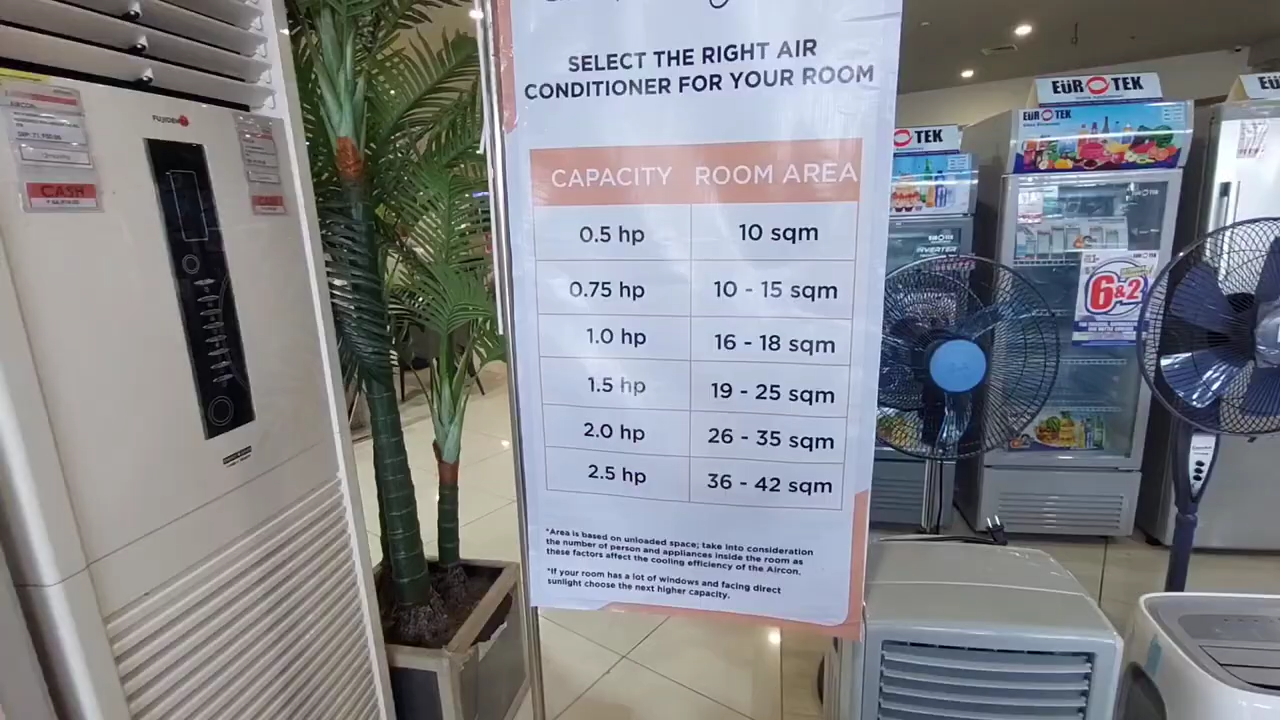 SELECT THE RIGHT AIR
CONDITIONER FOR YOUR ROOM
CAPACITY ROOM AREA
0.5 hp 10 sqm
0.75 hp 10 - 15 sqm
1.0 hp 16 - 18 sqm
1.5 hp 19 - 25 sqm
2.0 hp 26 - 35 sqm
2.5 hp 36 - 42 sqm
*Area is based on unloaded space; take into consideration
the number of person and appliances inside the room as
these factors affect the cooling efficiency of the Aircon.
*If your room has a lot of windows and facing direct
sunlight choose the next higher capacity.
FUJIDENZO
CASH
EUROTEK
EUROTEK
TEK
INVERTER
EUROTEK
6&2
EU